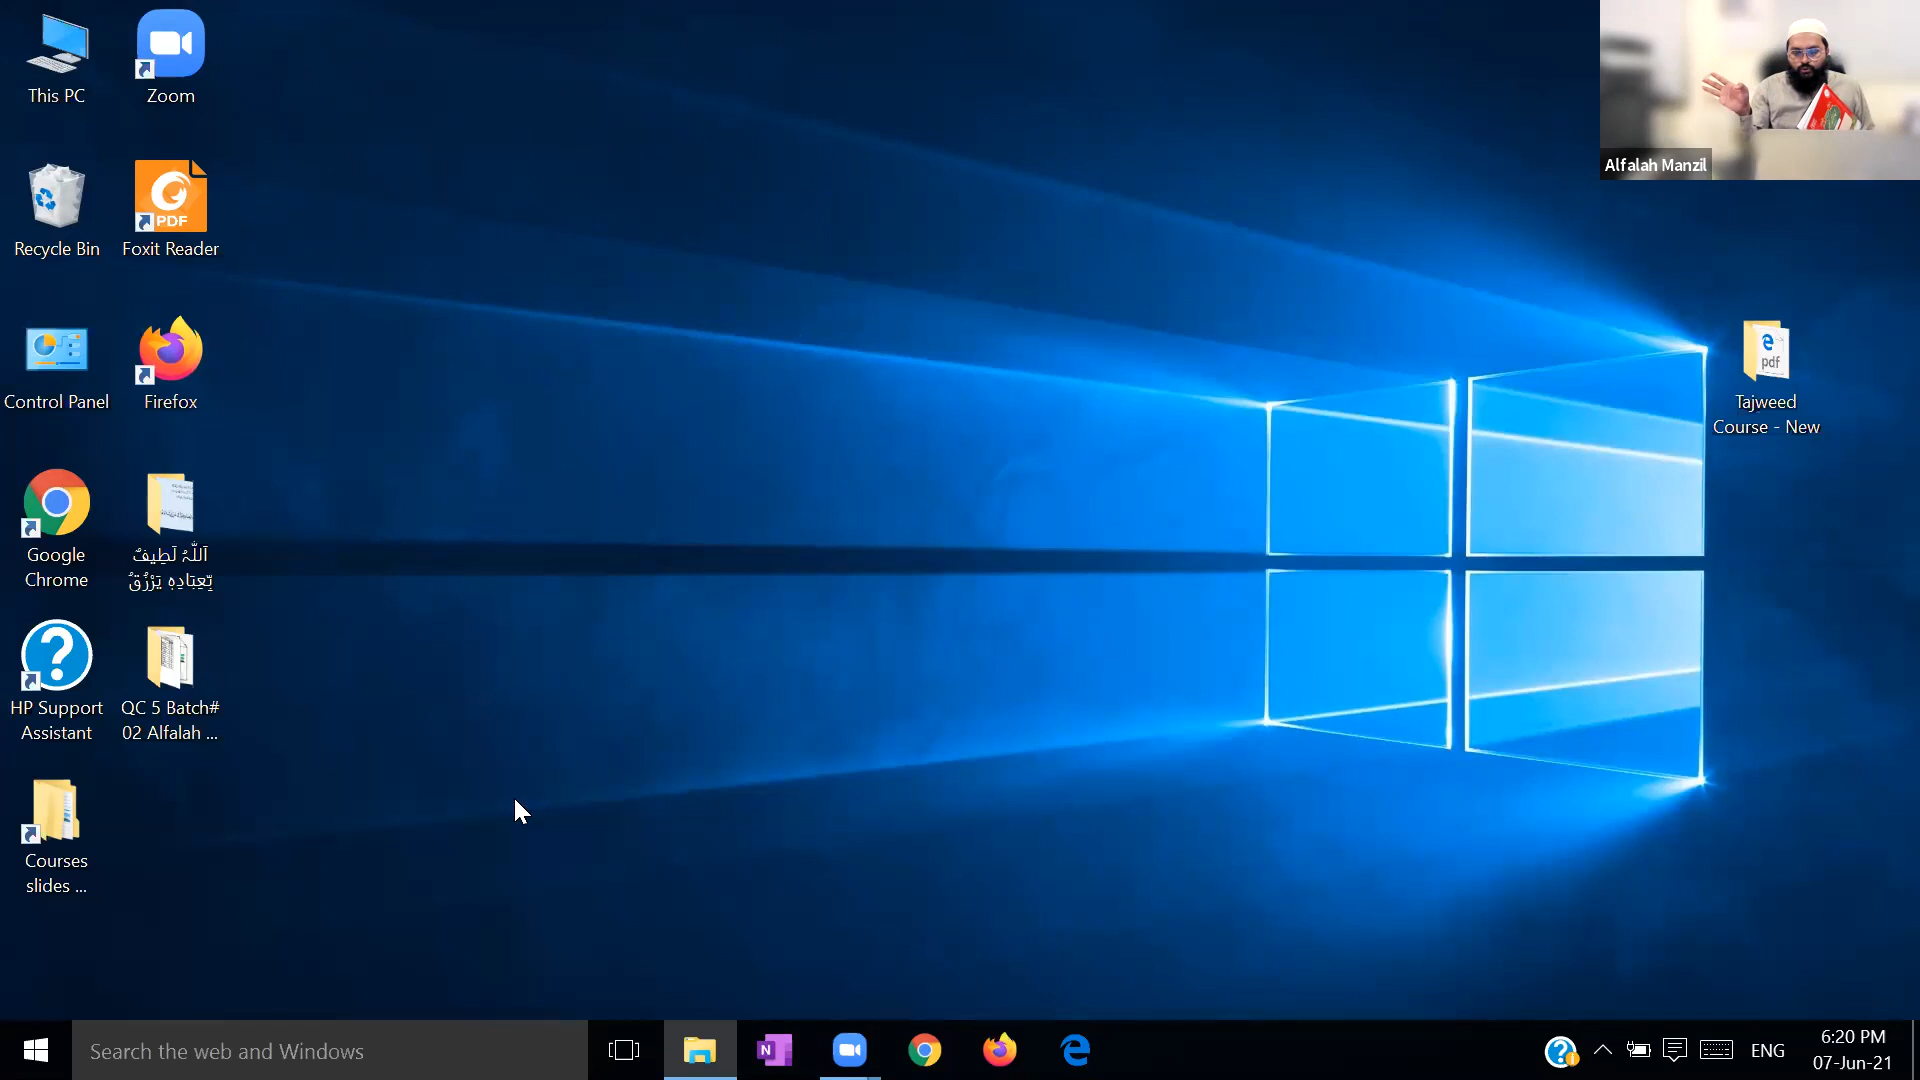 This PC
Zoom
Alfalah Manzil
Recycle Bin
PDF
Foxit Reader
Control Panel
Firefox
pdf
Tajweed
Course - New
Google
Chrome
اَللّٰہُ لَطِیفٌ
بِّعِبَادِہٖ یَرْزُقُ
HP Support
Assistant
QC 5 Batch#
02 Alfalah ...
Courses
slides ...
Search the web and Windows
N
ENG
6:20 PM
07-Jun-21